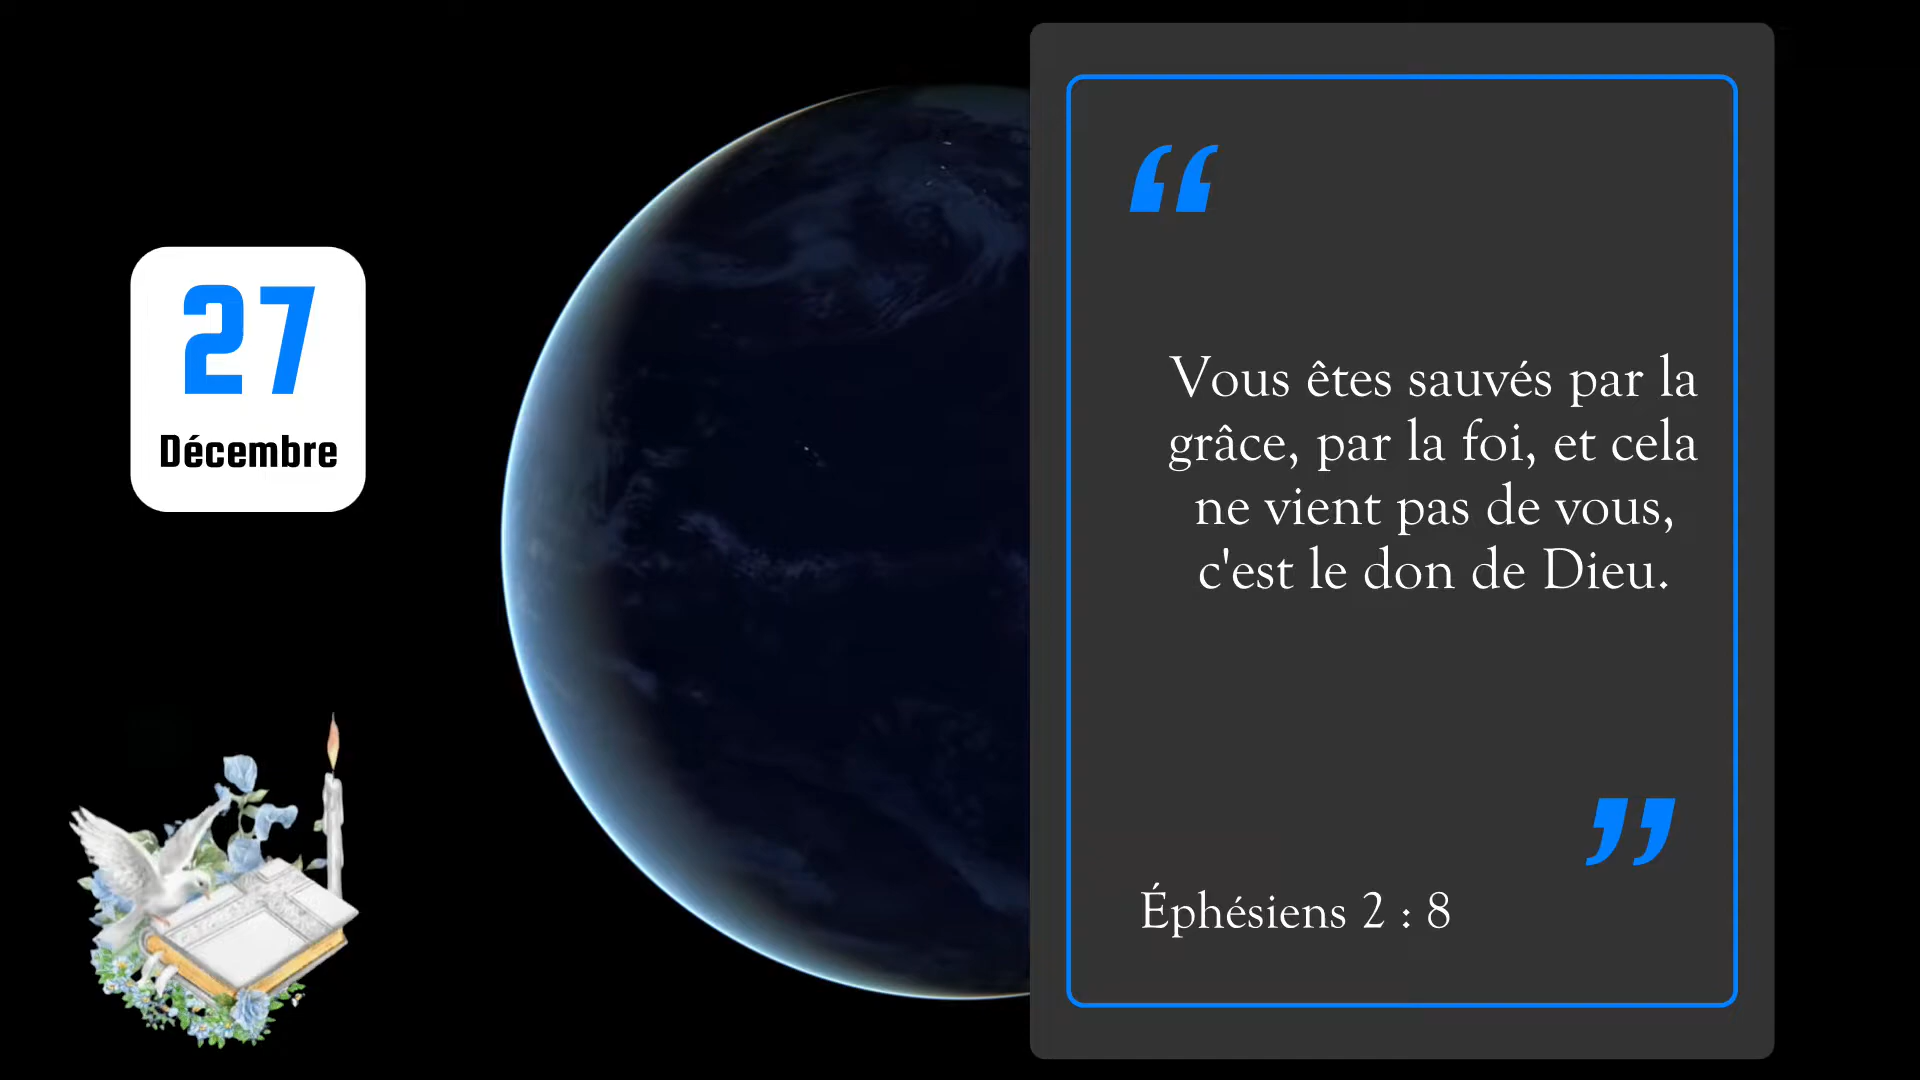 27
Décembre
“
Vous êtes sauvés par la
grâce, par la foi, et cela
ne vient pas de vous,
c'est le don de Dieu.
”
Éphésiens 2 : 8